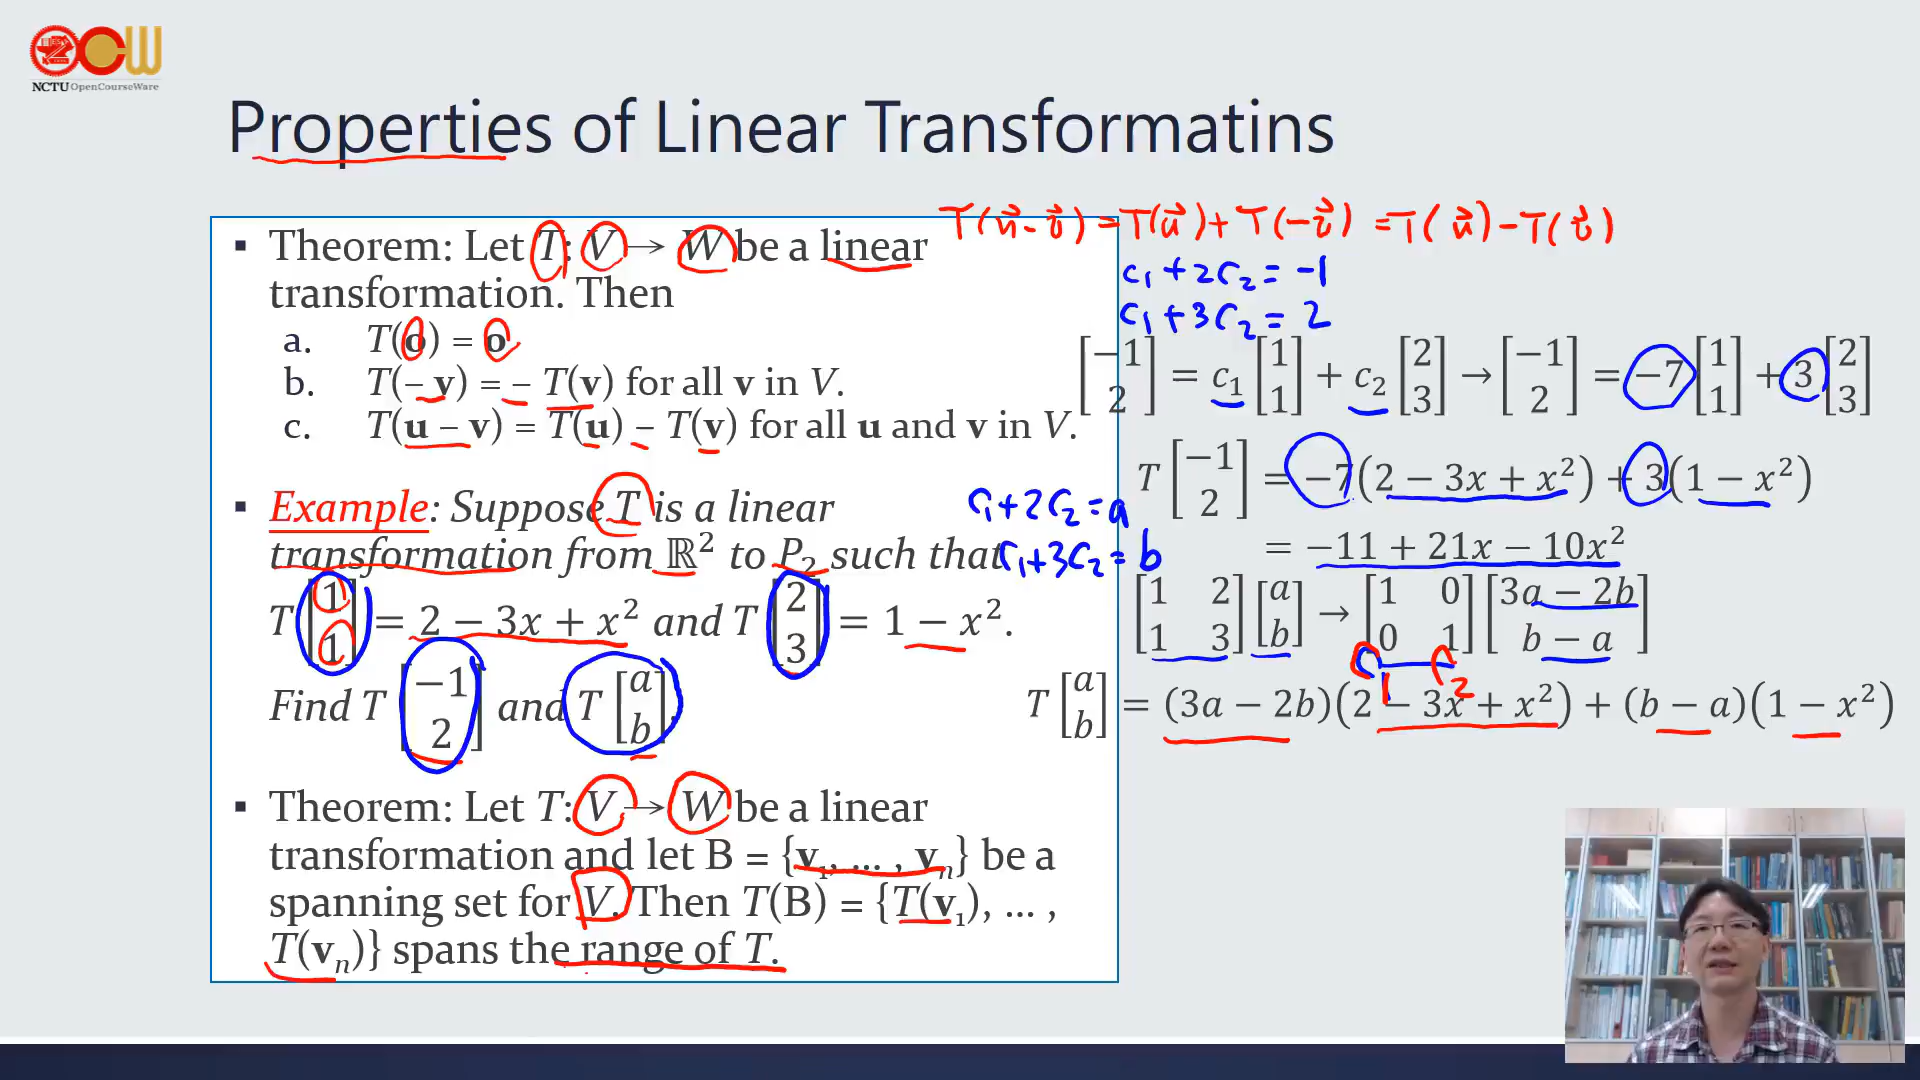 NCTU OpenCourseWare
Properties of Linear Transformatins
▪ Theorem: Let T: V → W be a linear
transformation. Then
a. T(o) = o
b. T(– v) = – T(v) for all v in V.
c. T(u – v) = T(u) – T(v) for all u and v in V.
▪ Example: Suppose T is a linear
transformation from ℝ² to P₂ such that
T [1 1] = 2 − 3x + x² and T [2 3] = 1 − x².
Find T [−1 2] and T [a b]
▪ Theorem: Let T: V → W be a linear
transformation and let B = {v₁, … , vₙ} be a
spanning set for V. Then T(B) = {T(v₁), … ,
T(vₙ)} spans the range of T.
T(u⃗ - v⃗) = T(u⃗) + T(-v⃗) = T(u⃗) - T(v⃗)
c₁ + 2c₂ = -1
c₁ + 3c₂ = 2
[−1 2] = c₁ [1 1] + c₂ [2 3] → [−1 2] = −7 [1 1] + 3 [2 3]
T [−1 2] = −7(2 − 3x + x²) + 3(1 − x²)
= −11 + 21x − 10x²
c₁ + 2c₂ = a
c₁ + 3c₂ = b
[1 2 1 3] [a b] → [1 0 0 1] [3a − 2b b − a]
c₁ c₂
T [a b] = (3a − 2b)(2 − 3x + x²) + (b − a)(1 − x²)